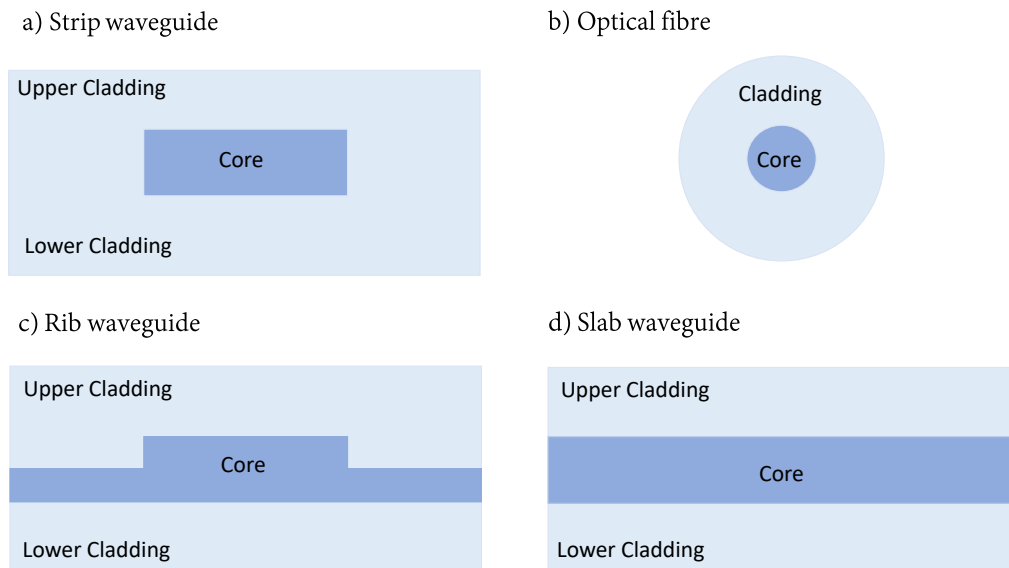 a) Strip waveguide
Upper Cladding
Core
Lower Cladding
b) Optical fibre
Cladding
Core
c) Rib waveguide
Upper Cladding
Core
Lower Cladding
d) Slab waveguide
Upper Cladding
Core
Lower Cladding